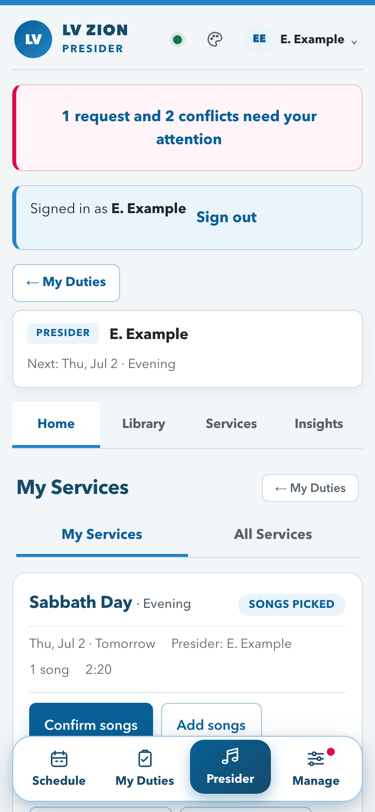 LV
LV ZION
PRESIDER
EE
E. Example
1 request and 2 conflicts need your
attention
Signed in as E. Example
Sign out
← My Duties
PRESIDER
E. Example
Next: Thu, Jul 2 · Evening
Home
Library
Services
Insights
My Services
← My Duties
My Services
All Services
Sabbath Day · Evening
SONGS PICKED
Thu, Jul 2 · Tomorrow
Presider: E. Example
1 song
2:20
Confirm songs
Add songs
Schedule
My Duties
Presider
Manage